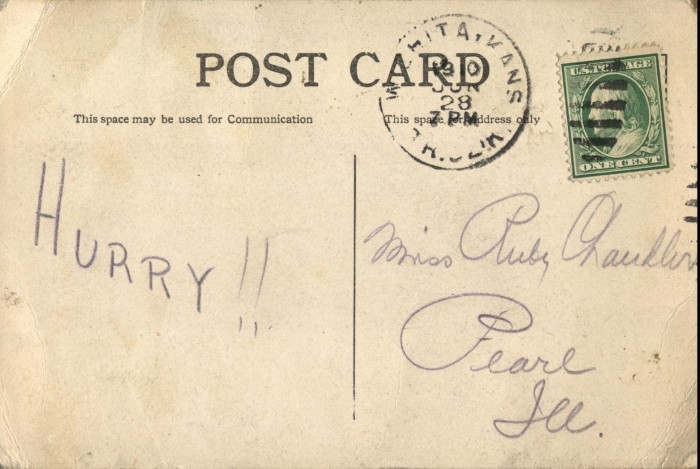 WICHITA, KANS
JUN
28
7 PM
U.S. POSTAGE
ONE CENT
POST CARD
This space may be used for Communication
This space for address only
HURRY!!
Miss Ruby Chandler
Pearl
Ill.